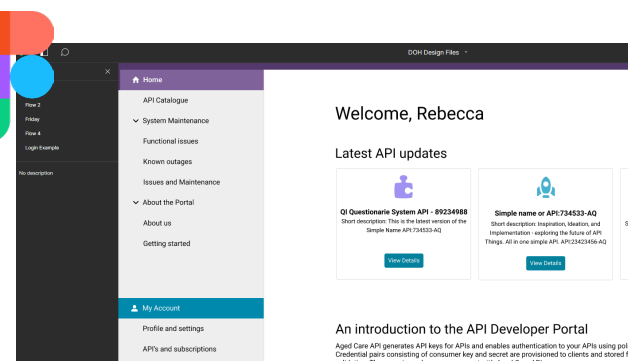 DOH Design Files
Flow 2
Friday
Flow 4
Login Example
No description
Home
API Catalogue
System Maintenance
Functional issues
Known outages
Issues and Maintenance
About the Portal
About us
Getting started
My Account
Profile and settings
API's and subscriptions
Welcome, Rebecca
Latest API updates
QI Questionarie System API - 89234988
Short description: This is the latest version of the
Simple Name API:734533-AQ
View Details
Simple name or API:734533-AQ
Short description: Inspiration, Ideation, and
Implementation - exploring the future of API
Things. All in one simple API. API:23423456-AQ
View Details
S
An introduction to the API Developer Portal
Aged Care API generates API keys for APIs and enables authentication to your APIs using pol
Credential pairs consisting of consumer key and secret are provisioned to clients and stored f